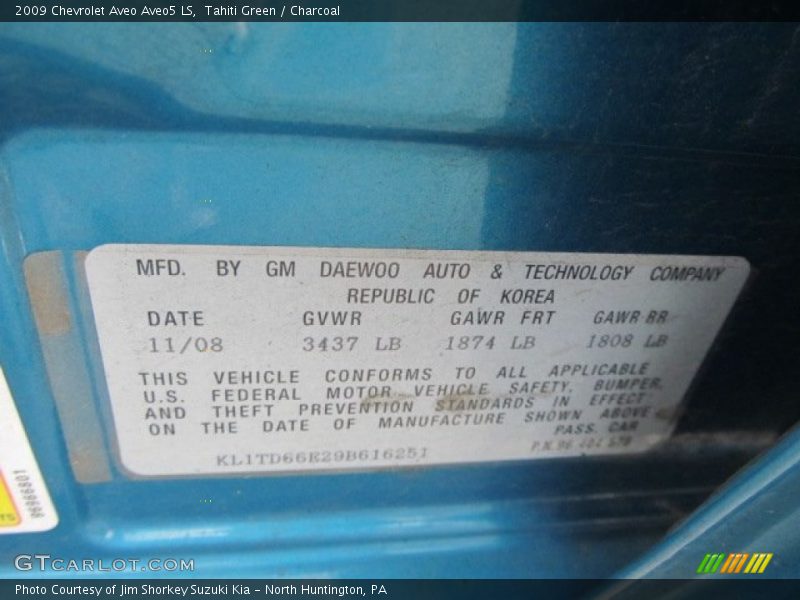 2009 Chevrolet Aveo Aveo5 LS, Tahiti Green / Charcoal
MFD. BY GM DAEWOO AUTO & TECHNOLOGY COMPANY
REPUBLIC OF KOREA
DATE GVWR GAWR FRT GAWR RR
11/08 3437 LB 1874 LB 1808 LB
THIS VEHICLE CONFORMS TO ALL APPLICABLE
U.S. FEDERAL MOTOR VEHICLE SAFETY, BUMPER,
AND THEFT PREVENTION STANDARDS IN EFFECT
ON THE DATE OF MANUFACTURE SHOWN ABOVE
PASS. CAR
KL1TD66E29B616251
P.N.96 404
96966801
GTCARLOT.COM
Photo Courtesy of Jim Shorkey Suzuki Kia – North Huntington, PA